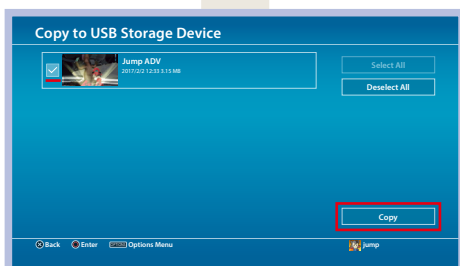 Copy to USB Storage Device
Jump ADV
2017/2/2 12:33 3.15 MB
Select All
Deselect All
Copy
Back Enter OPTIONS Options Menu jump